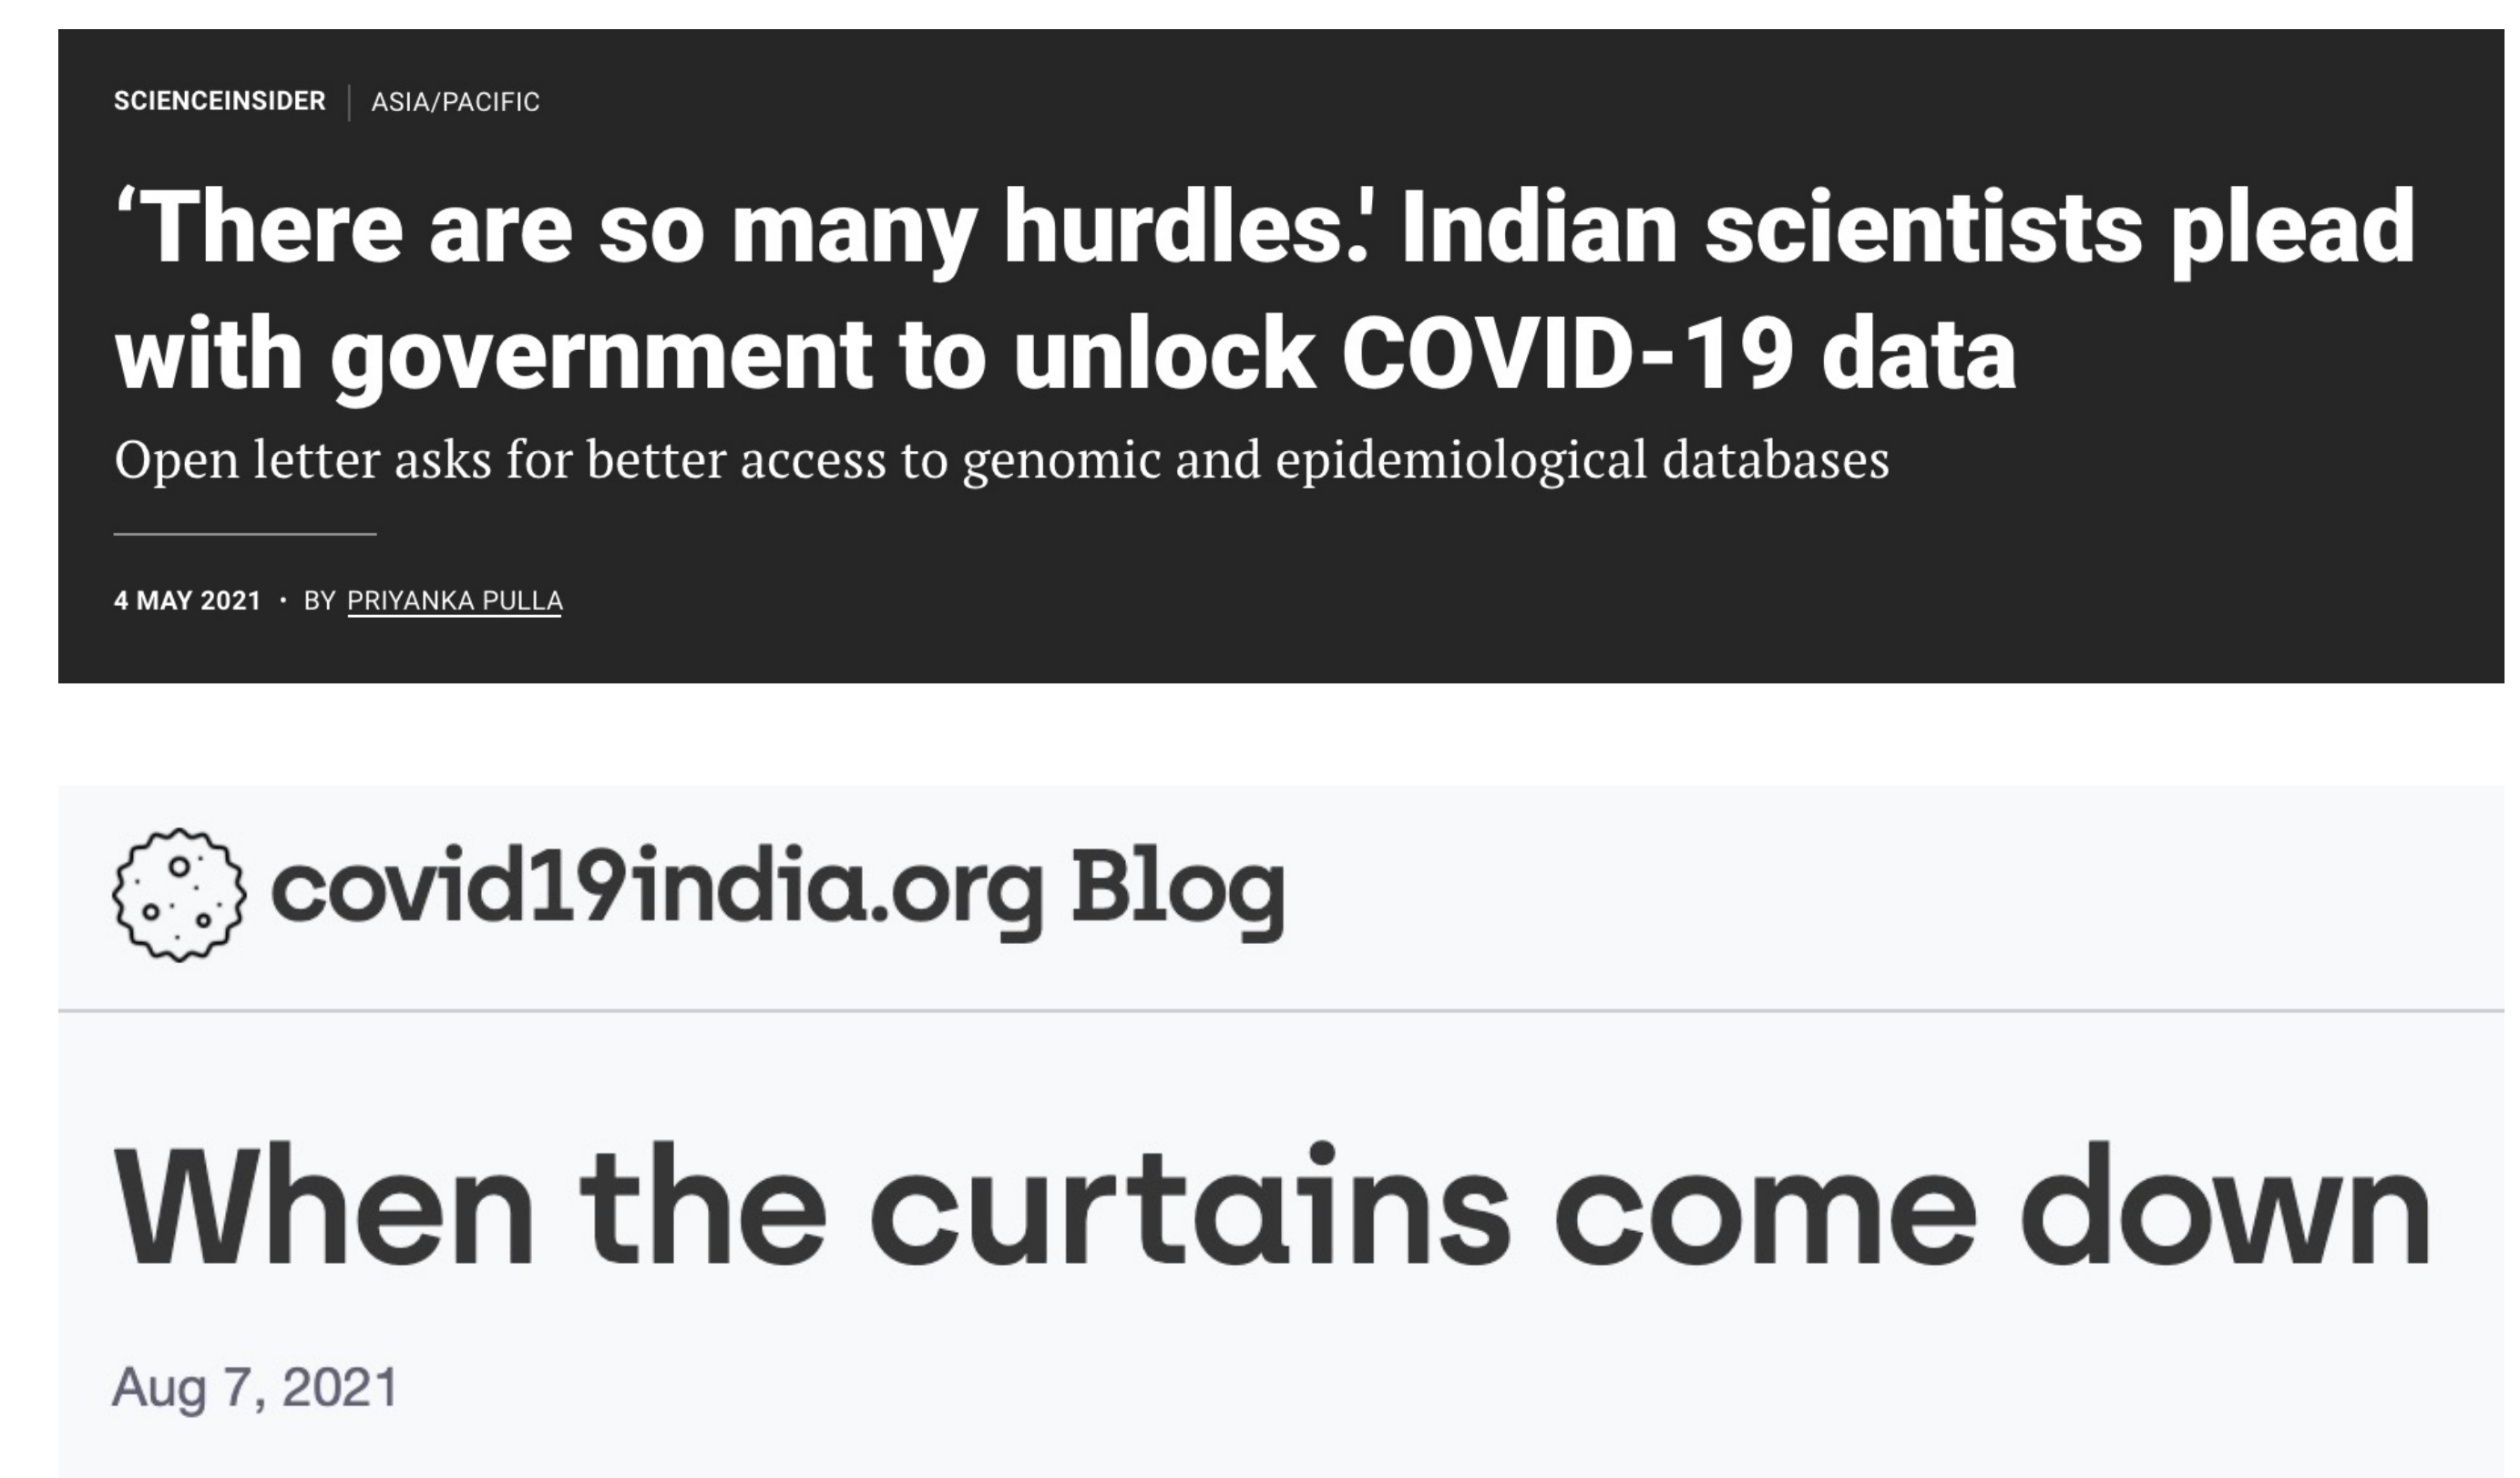 SCIENCEINSIDER | ASIA/PACIFIC
‘There are so many hurdles.' Indian scientists plead
with government to unlock COVID-19 data
Open letter asks for better access to genomic and epidemiological databases
4 MAY 2021 • BY PRIYANKA PULLA
covid19india.org Blog
When the curtains come down
Aug 7, 2021